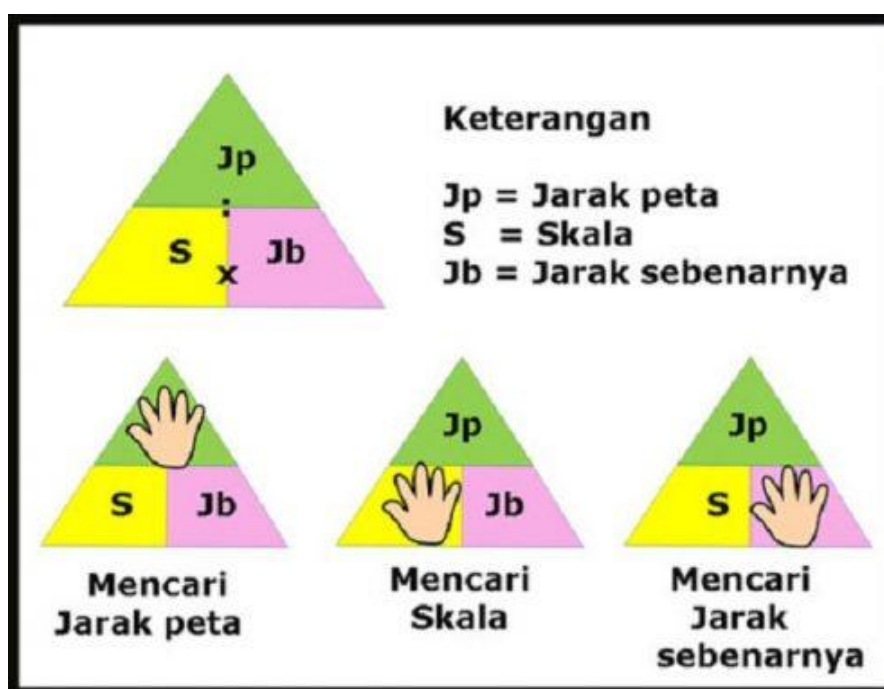 Jp
:
S x Jb
Keterangan
Jp = Jarak peta
S = Skala
Jb = Jarak sebenarnya
S Jb
Mencari
Jarak peta
Jp
Jb
Mencari
Skala
Jp
S
Mencari
Jarak
sebenarnya